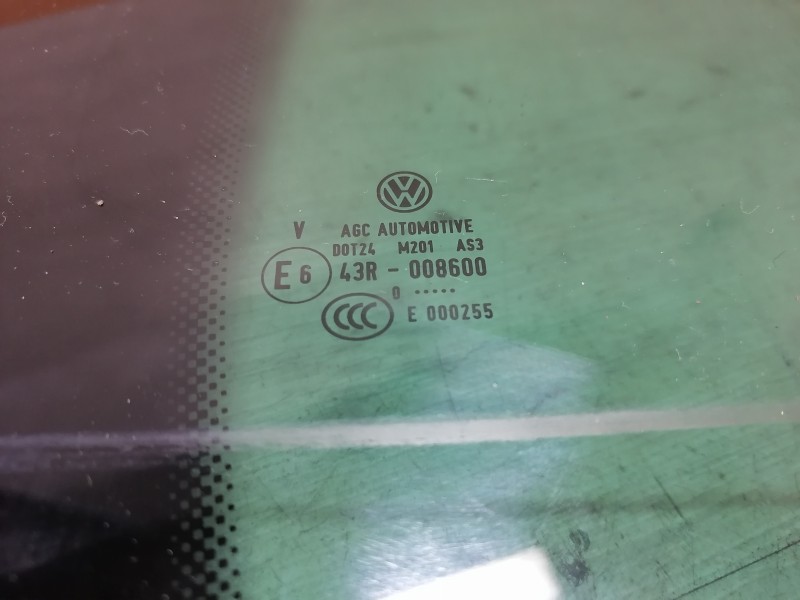 V AGC AUTOMOTIVE
DOT24 M201 AS3
E6 43R - 008600
0 .....
CCC E 000255